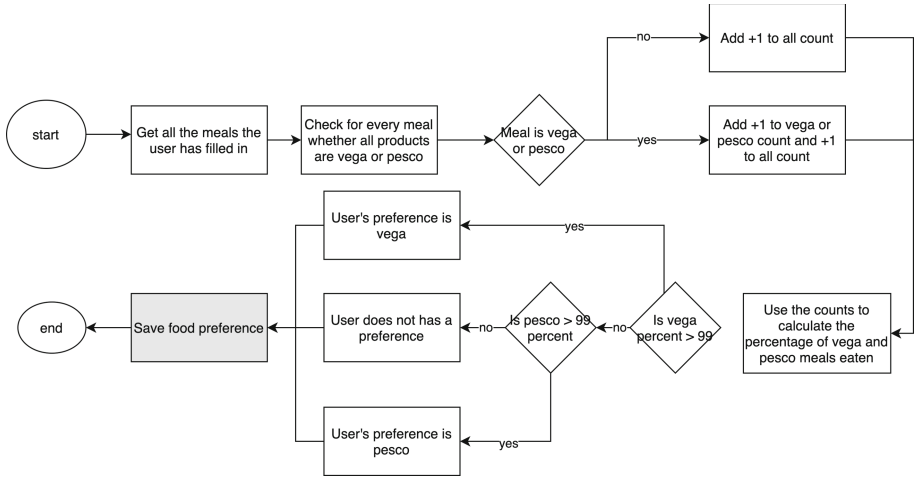 no
Add +1 to all count
start
Get all the meals the
user has filled in
Check for every meal
whether all products
are vega or pesco
Meal is vega
or pesco
yes
Add +1 to vega or
pesco count and +1
to all count
User's preference is
vega
yes
end
Save food preference
User does not has a
preference
no
Is pesco > 99
percent
no
Is vega
percent > 99
Use the counts to
calculate the
percentage of vega and
pesco meals eaten
User's preference is
pesco
yes